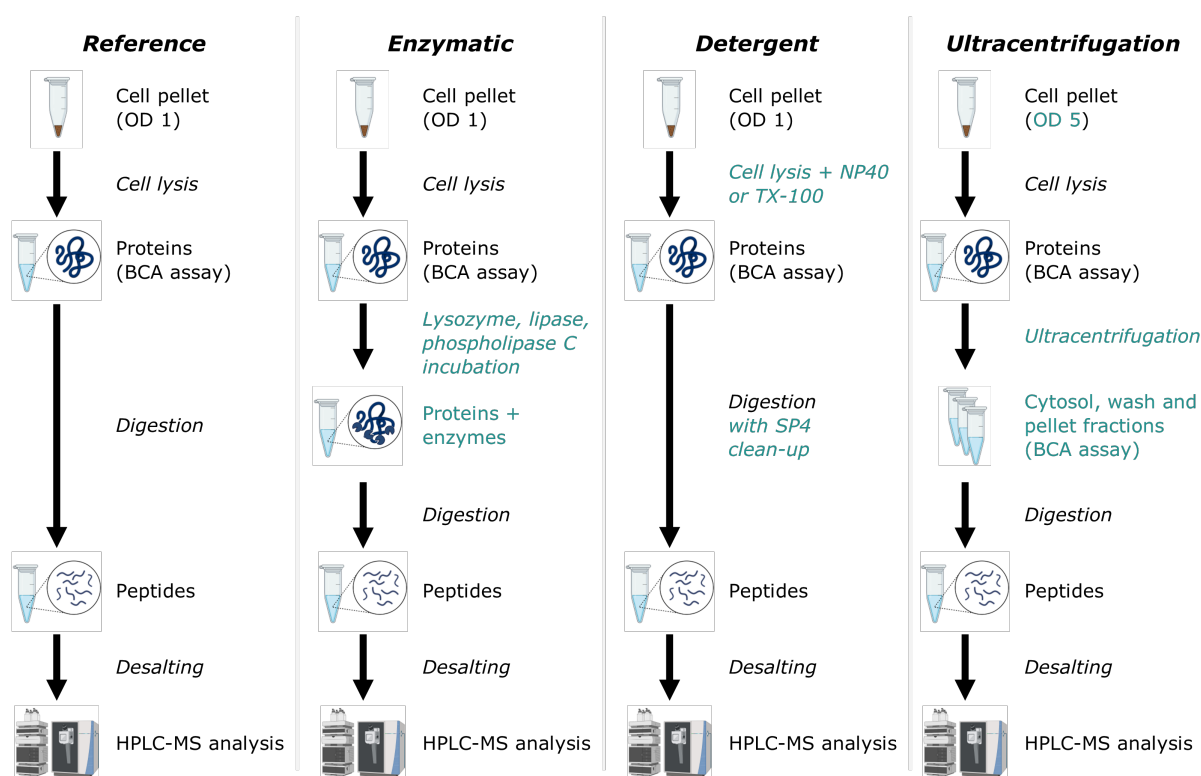 Reference
Cell pellet
(OD 1)
Cell lysis
Proteins
(BCA assay)
Digestion
Peptides
Desalting
HPLC-MS analysis
Enzymatic
Cell pellet
(OD 1)
Cell lysis
Proteins
(BCA assay)
Lysozyme, lipase,
phospholipase C
incubation
Proteins +
enzymes
Digestion
Peptides
Desalting
HPLC-MS analysis
Detergent
Cell pellet
(OD 1)
Cell lysis + NP40
or TX-100
Proteins
(BCA assay)
Digestion
with SP4
clean-up
Peptides
Desalting
HPLC-MS analysis
Ultracentrifugation
Cell pellet
(OD 5)
Cell lysis
Proteins
(BCA assay)
Ultracentrifugation
Cytosol, wash and
pellet fractions
(BCA assay)
Digestion
Peptides
Desalting
HPLC-MS analysis